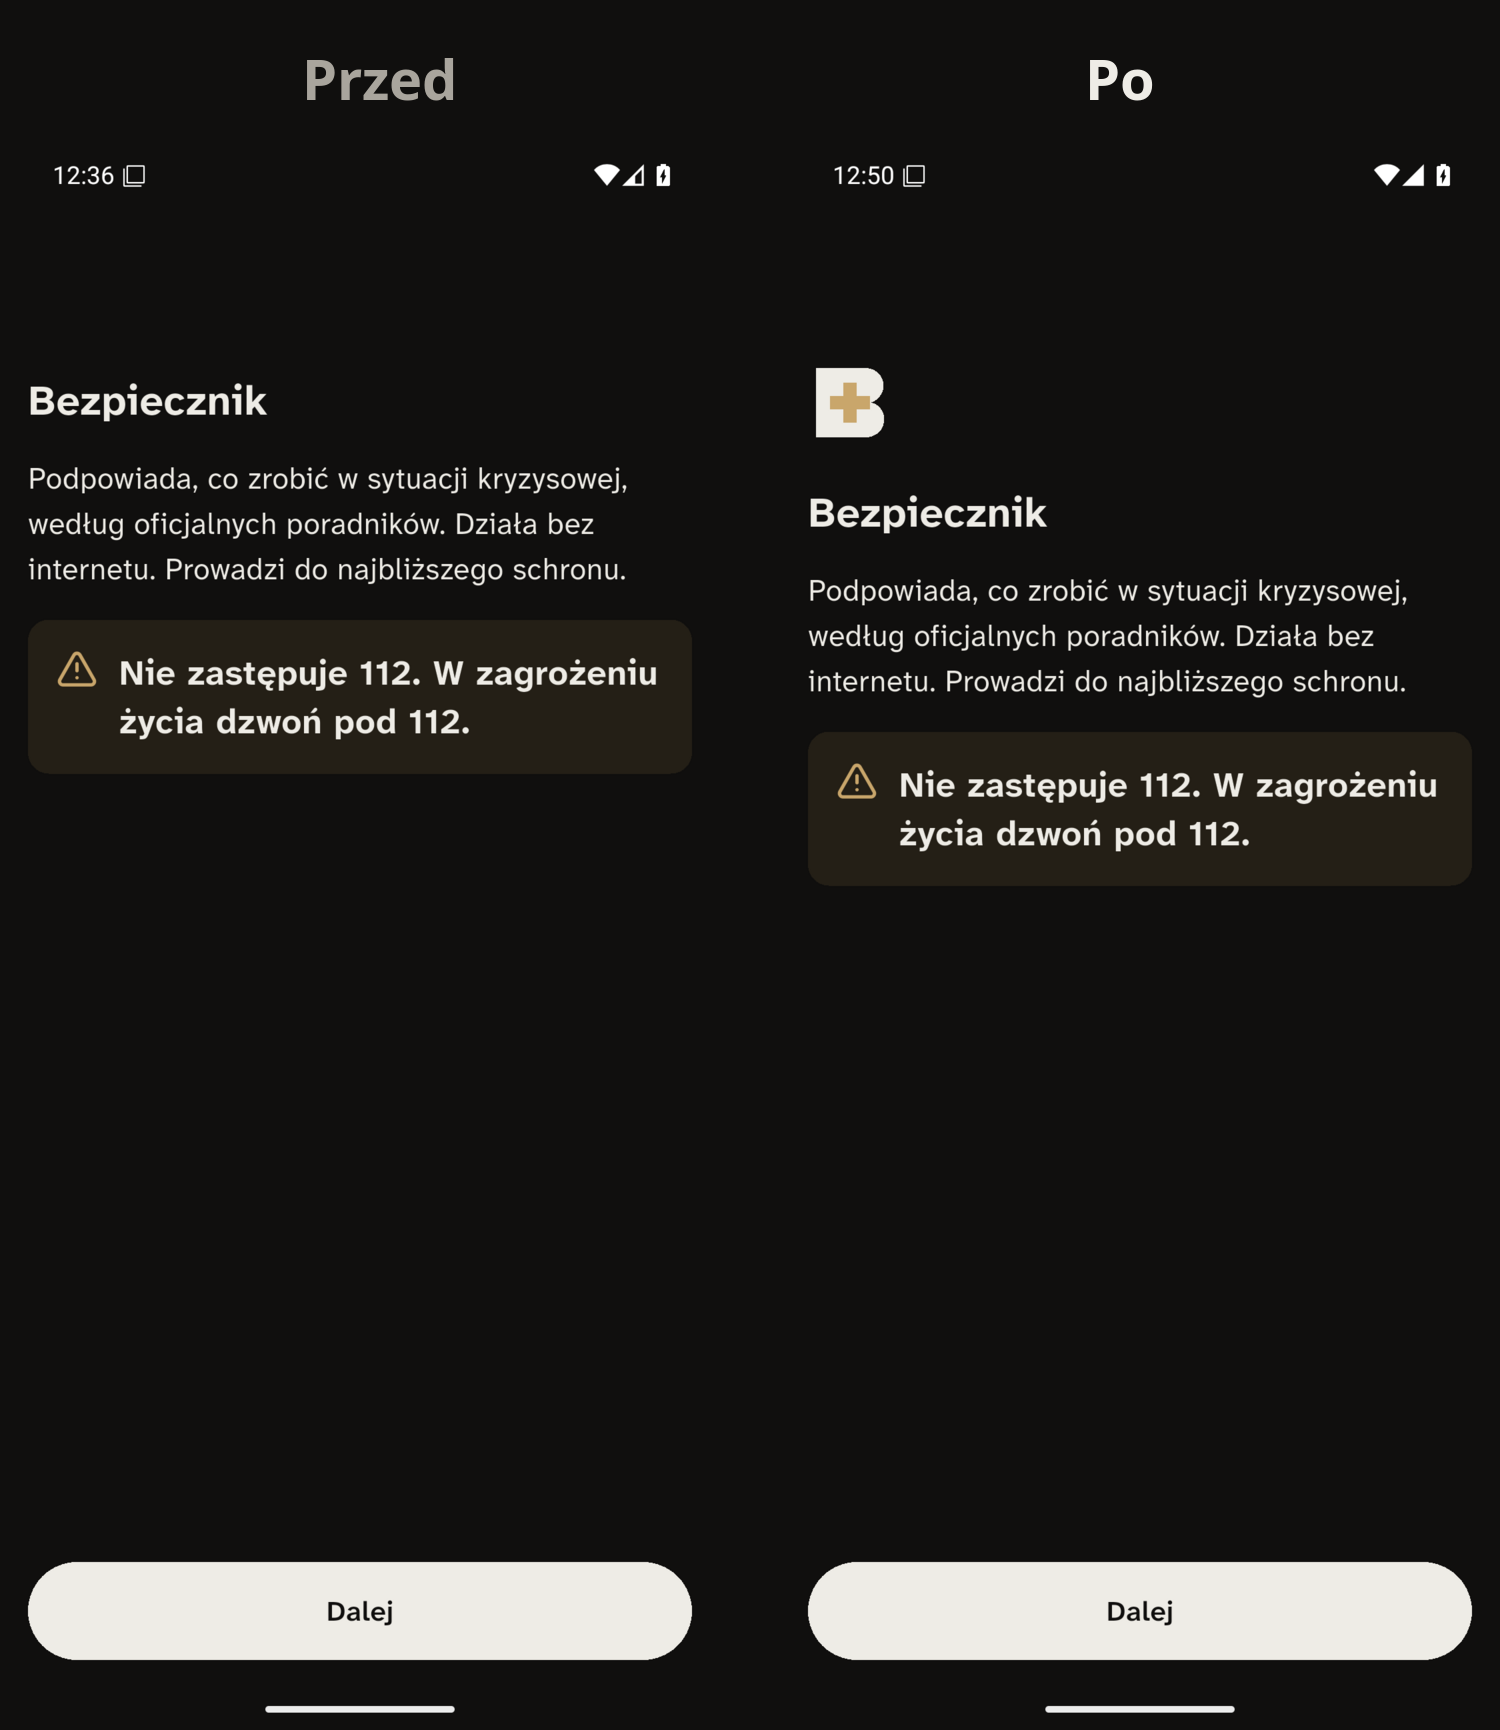 Przed
12:36
Bezpiecznik
Podpowiada, co zrobić w sytuacji kryzysowej,
według oficjalnych poradników. Działa bez
internetu. Prowadzi do najbliższego schronu.
Nie zastępuje 112. W zagrożeniu
życia dzwoń pod 112.
Dalej
Po
12:50
B
Bezpiecznik
Podpowiada, co zrobić w sytuacji kryzysowej,
według oficjalnych poradników. Działa bez
internetu. Prowadzi do najbliższego schronu.
Nie zastępuje 112. W zagrożeniu
życia dzwoń pod 112.
Dalej